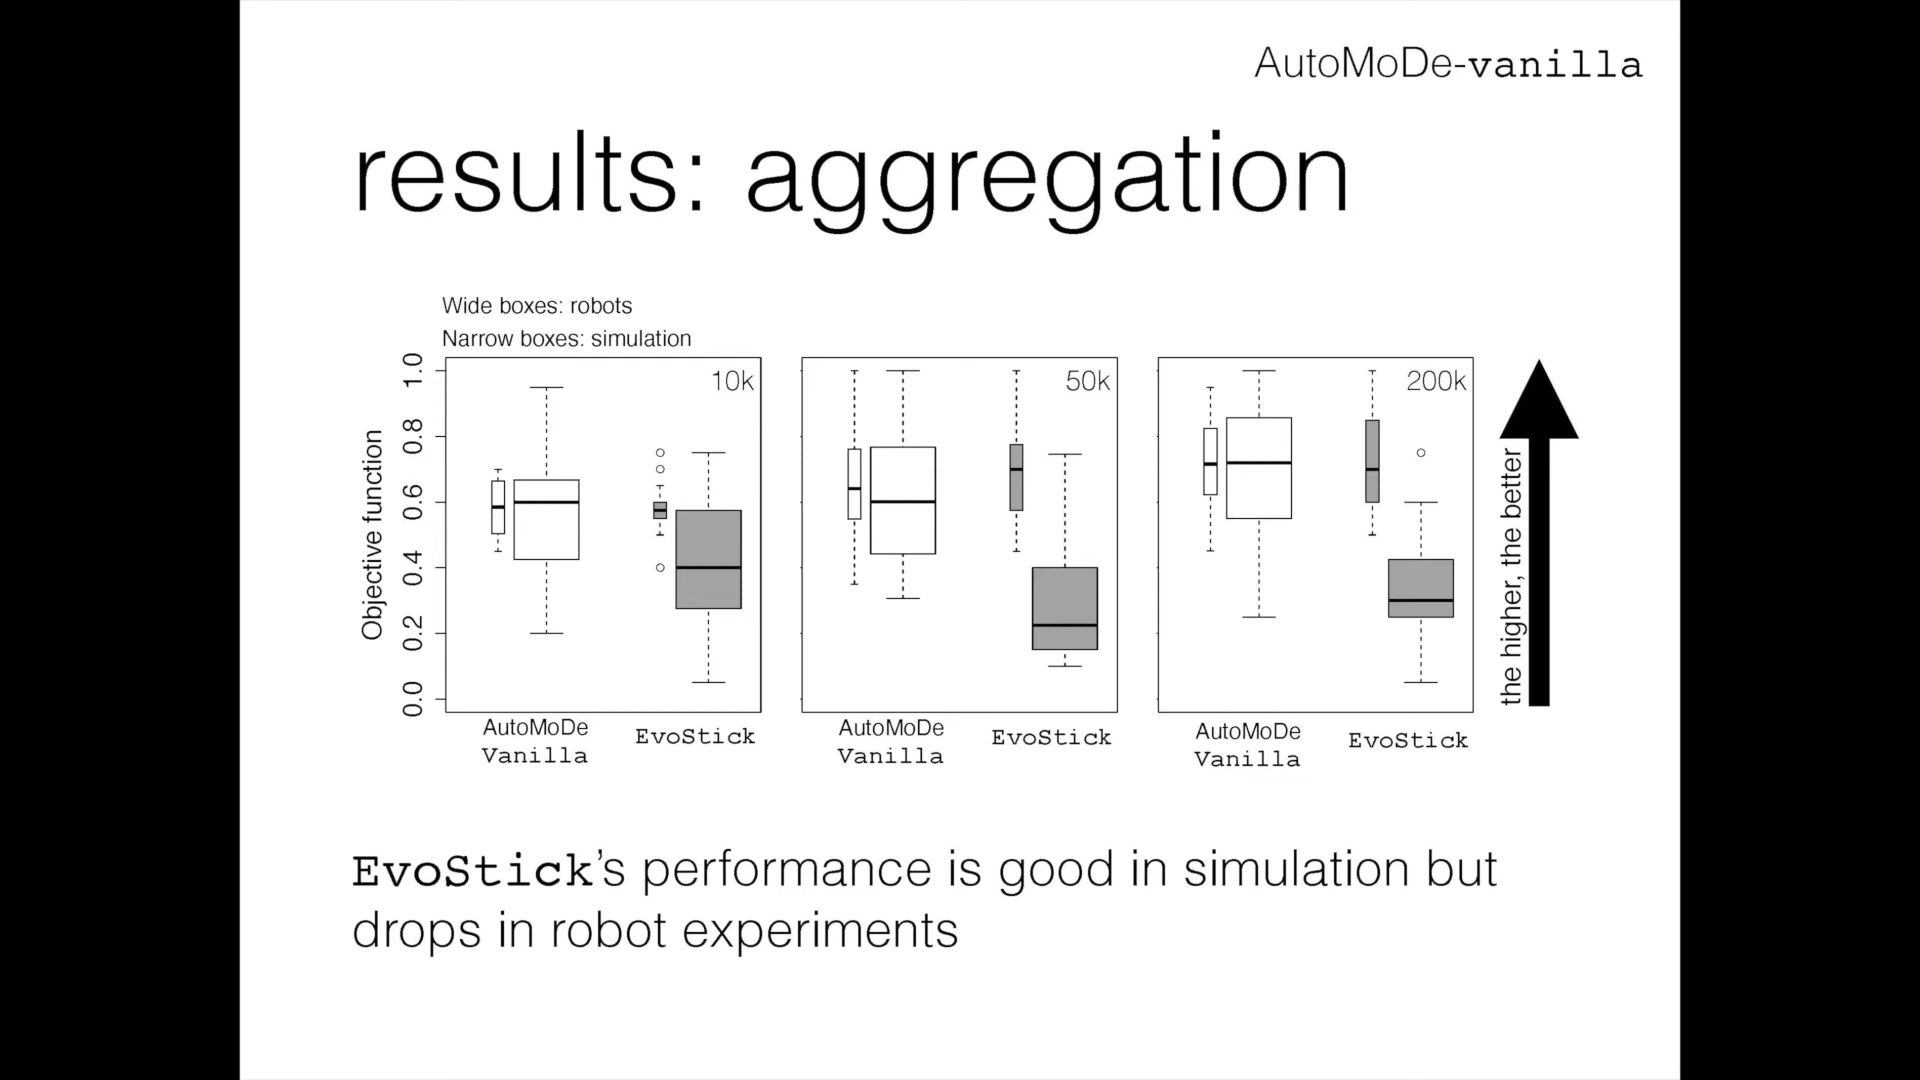 AutoMoDe-vanilla
results: aggregation
Wide boxes: robots
Narrow boxes: simulation
Objective function
1.0
0.8
0.6
0.4
0.2
0.0
10k
50k
200k
the higher, the better
AutoMoDe
Vanilla
EvoStick
AutoMoDe
Vanilla
EvoStick
AutoMoDe
Vanilla
EvoStick
EvoStick’s performance is good in simulation but
drops in robot experiments